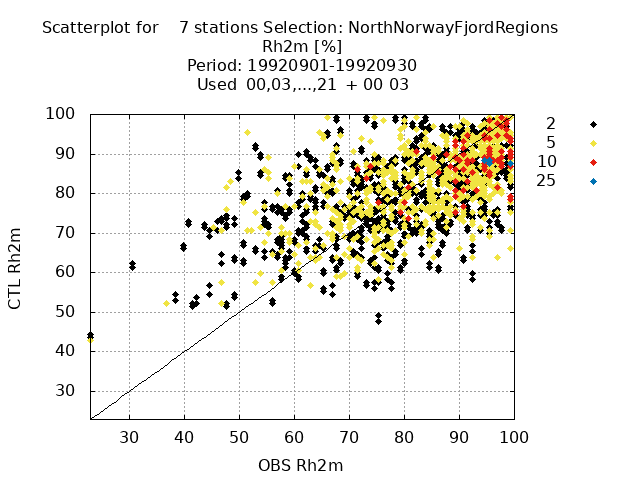 Scatterplot for 7 stations Selection: NorthNorwayFjordRegions
Rh2m [%]
Period: 19920901-19920930
Used 00,03,...,21 + 00 03
2
5
10
25
100
90
80
70
60
50
40
30
CTL Rh2m
30 40 50 60 70 80 90 100
OBS Rh2m